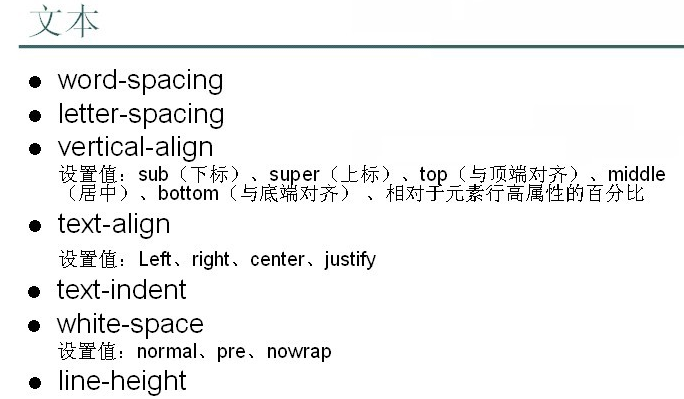 文本
word-spacing
letter-spacing
vertical-align
设置值：sub（下标）、super（上标）、top（与顶端对齐）、middle
（居中）、bottom（与底端对齐） 、相对于元素行高属性的百分比
text-align
设置值：Left、right、center、justify
text-indent
white-space
设置值：normal、pre、nowrap
line-height